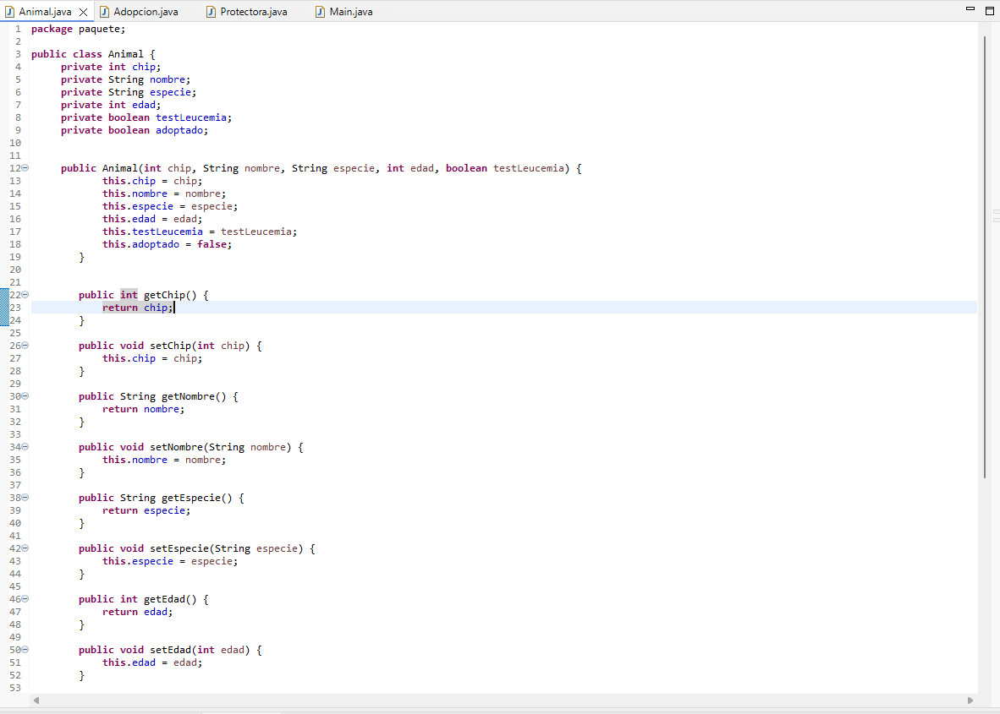 Animal.java Adopcion.java Protectora.java Main.java
1 package paquete;
2
3 public class Animal {
4 private int chip;
5 private String nombre;
6 private String especie;
7 private int edad;
8 private boolean testLeucemia;
9 private boolean adoptado;
10
11
12 public Animal(int chip, String nombre, String especie, int edad, boolean testLeucemia) {
13 this.chip = chip;
14 this.nombre = nombre;
15 this.especie = especie;
16 this.edad = edad;
17 this.testLeucemia = testLeucemia;
18 this.adoptado = false;
19 }
20
21
22 public int getChip() {
23 return chip;
24 }
25
26 public void setChip(int chip) {
27 this.chip = chip;
28 }
29
30 public String getNombre() {
31 return nombre;
32 }
33
34 public void setNombre(String nombre) {
35 this.nombre = nombre;
36 }
37
38 public String getEspecie() {
39 return especie;
40 }
41
42 public void setEspecie(String especie) {
43 this.especie = especie;
44 }
45
46 public int getEdad() {
47 return edad;
48 }
49
50 public void setEdad(int edad) {
51 this.edad = edad;
52 }
53